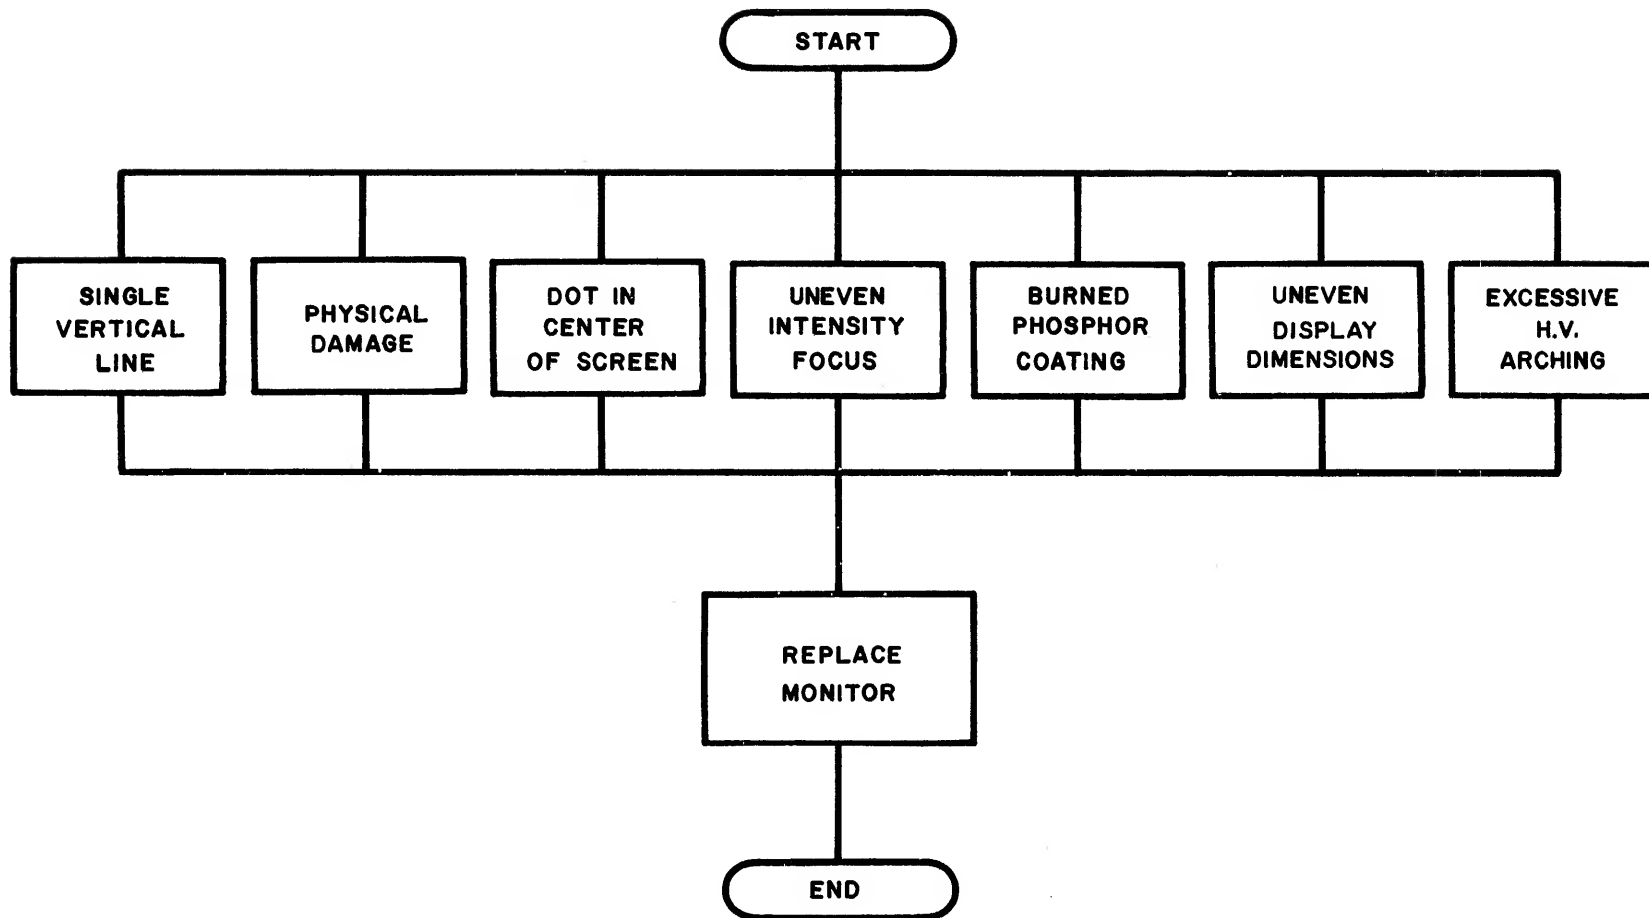 START
SINGLE
VERTICAL
LINE
PHYSICAL
DAMAGE
DOT IN
CENTER
OF SCREEN
UNEVEN
INTENSITY
FOCUS
BURNED
PHOSPHOR
COATING
UNEVEN
DISPLAY
DIMENSIONS
EXCESSIVE
H.V.
ARCHING
REPLACE
MONITOR
END